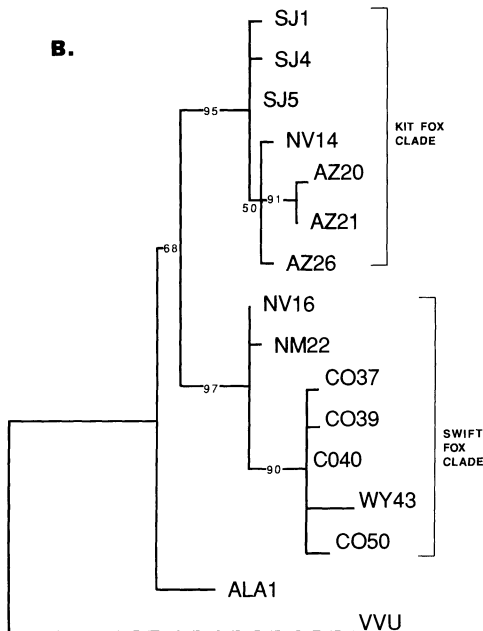 B.
SJ1
SJ4
SJ5
95
NV14
KIT FOX
CLADE
AZ20
91
50
AZ21
68
AZ26
NV16
NM22
CO37
97
CO39
SWIFT
FOX
CLADE
C040
90
WY43
CO50
ALA1
VVU